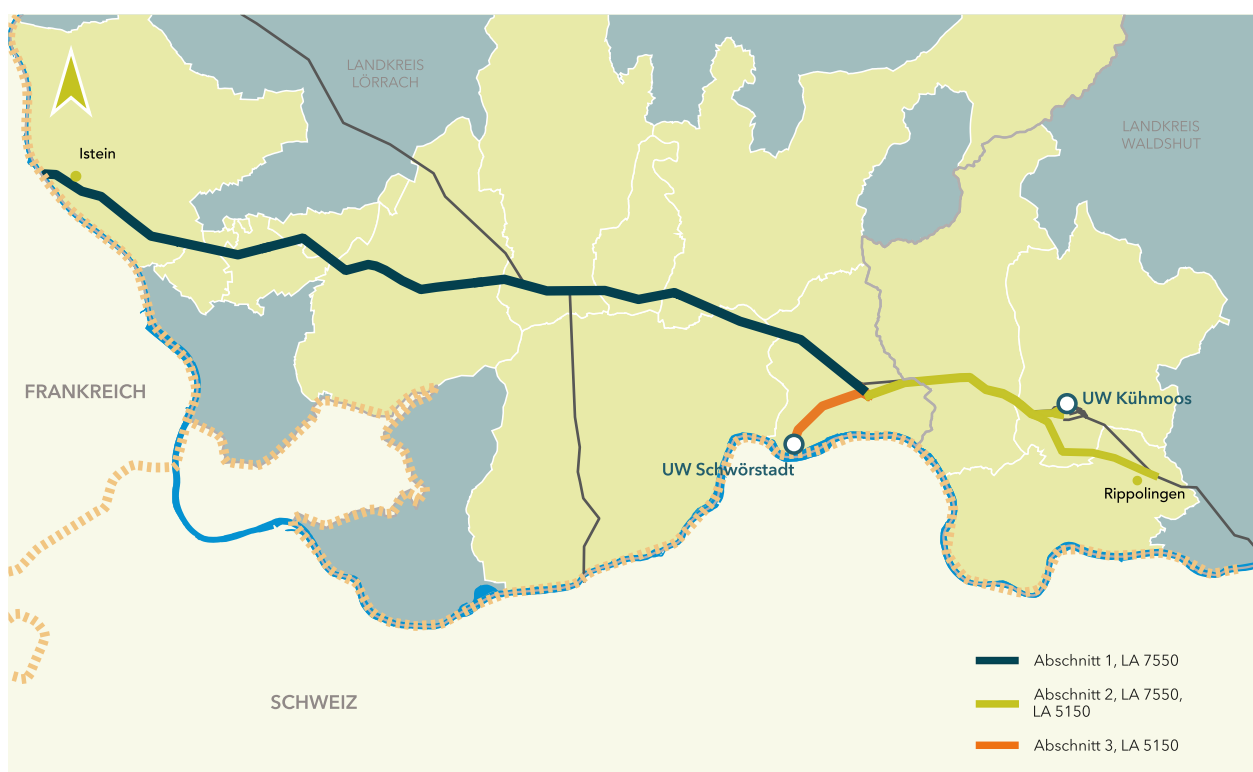 LANDKREIS
LÖRRACH
LANDKREIS
WALDSHUT
Istein
FRANKREICH
UW Kühmoos
UW Schwörstadt
Rippolingen
SCHWEIZ
Abschnitt 1, LA 7550
Abschnitt 2, LA 7550,
LA 5150
Abschnitt 3, LA 5150